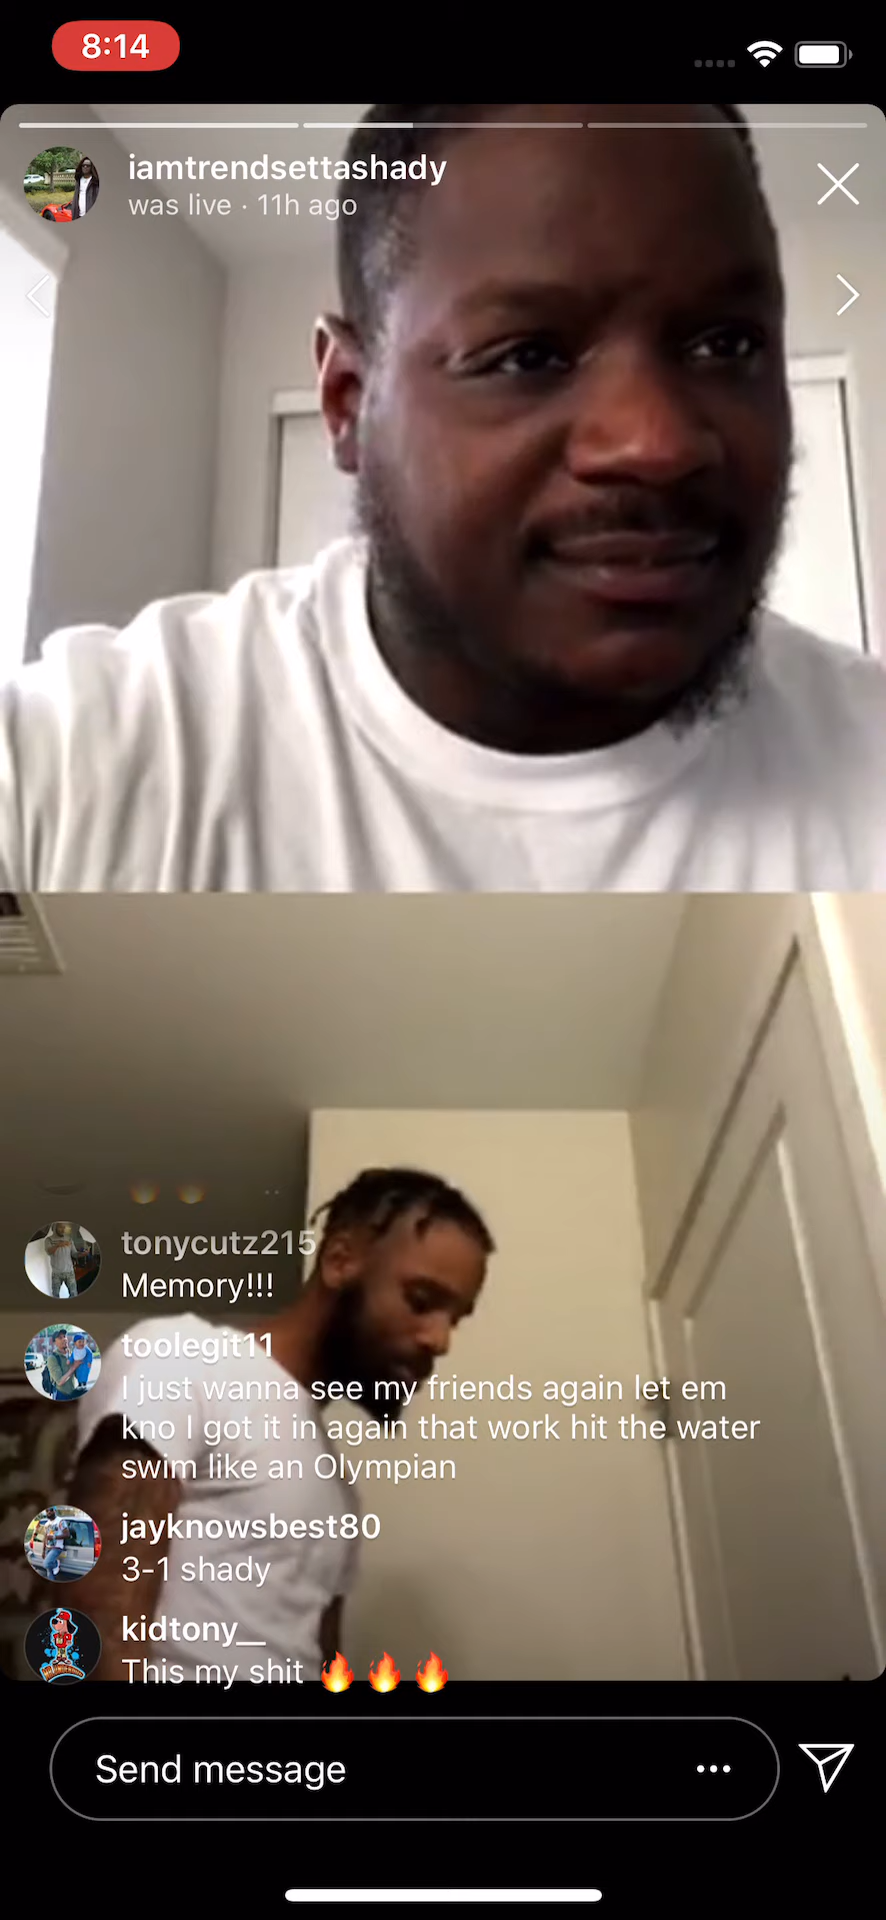 8:14
iamtrendsettashady
was live · 11h ago
tonycutz215
Memory!!!
toolegit11
I just wanna see my friends again let em
kno I got it in again that work hit the water
swim like an Olympian
jayknowsbest80
3-1 shady
kidtony__
This my shit 🔥🔥🔥
Send message